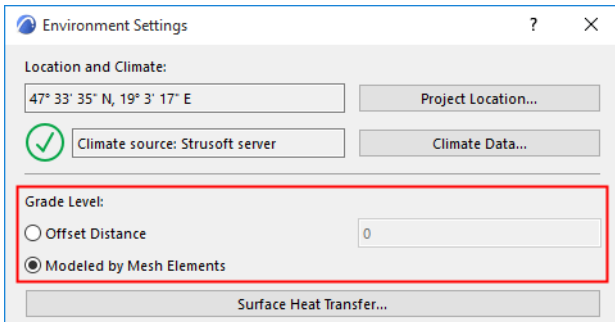 Environment Settings
?
Location and Climate:
47° 33' 35" N, 19° 3' 17" E
Project Location...
Climate source: Strusoft server
Climate Data...
Grade Level:
Offset Distance
0
Modeled by Mesh Elements
Surface Heat Transfer...